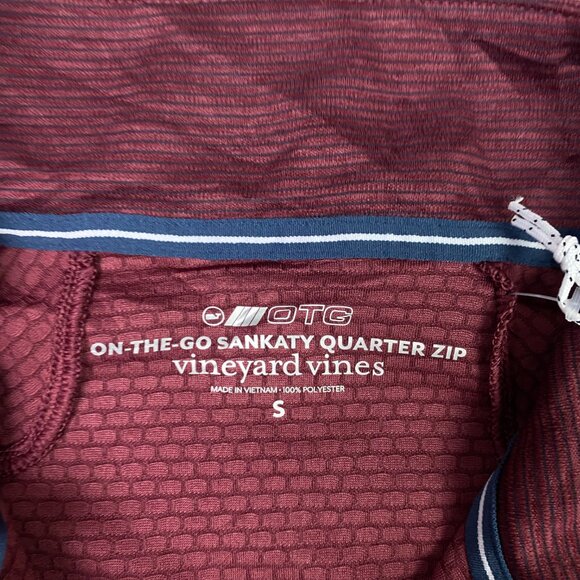 OTG
ON-THE-GO SANKATY QUARTER ZIP
vineyard vines
MADE IN VIETNAM • 100% POLYESTER
S